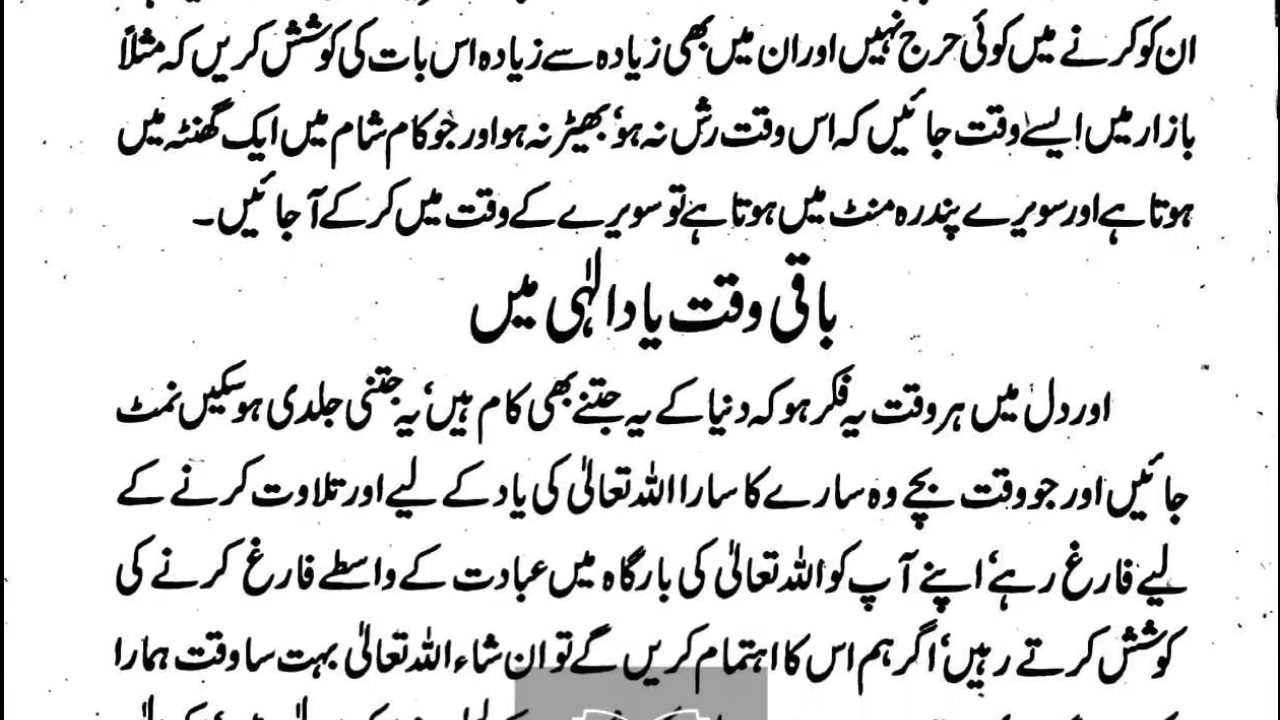 ان کو کرنے میں کوئی حرج نہیں اور ان میں بھی زیادہ سے زیادہ اس بات کی کوشش کریں کہ مثلاً
بازار میں ایسے وقت جائیں کہ اس وقت رش نہ ہو‘ بھیڑ نہ ہو اور جو کام شام میں ایک گھنٹہ میں
ہوتا ہے اور سویرے پندرہ منٹ میں ہوتا ہے تو سویرے کے وقت میں کر کے آ جائیں۔
باقی وقت یاد الٰہی میں
اور دل میں ہر وقت یہ فکر ہو کہ دنیا کے یہ جتنے بھی کام ہیں‘ یہ جتنی جلدی ہو سکیں نمٹ
جائیں اور جو وقت بچے وہ سارے کا سارا اللہ تعالیٰ کی یاد کے لیے اور تلاوت کرنے کے
لیے فارغ رہے‘ اپنے آپ کو اللہ تعالیٰ کی بارگاہ میں عبادت کے واسطے فارغ کرنے کی
کوشش کرتے رہیں‘ اگر ہم اس کا اہتمام کریں گے تو ان شاء اللہ تعالیٰ بہت سا وقت ہمارا